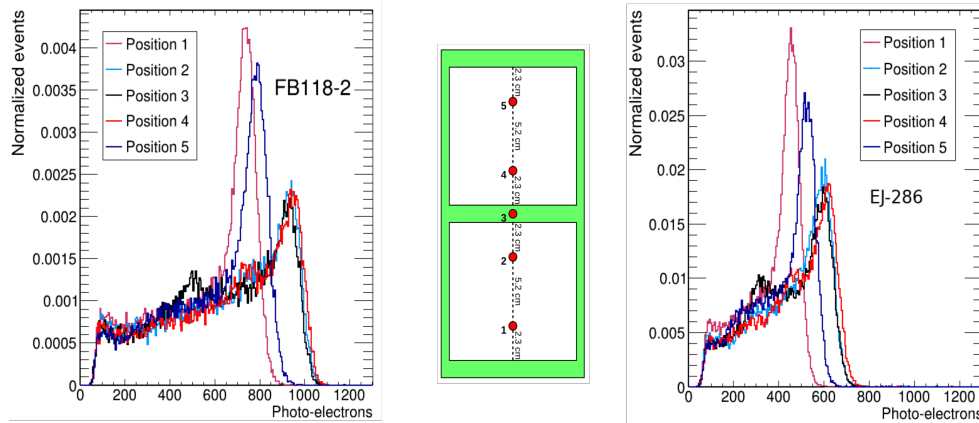 Normalized events
0.004
0.0035
0.003
0.0025
0.002
0.0015
0.001
0.0005
0
Position 1
Position 2
Position 3
Position 4
Position 5
FB118-2
0 200 400 600 800 1000 1200
Photo-electrons
2.3 cm
5
5.2 cm
4
2.3 cm
3
2.3 cm
2
5.2 cm
1
2.3 cm
Normalized events
0.03
0.025
0.02
0.015
0.01
0.005
0
Position 1
Position 2
Position 3
Position 4
Position 5
EJ-286
0 200 400 600 800 1000 1200
Photo-electrons